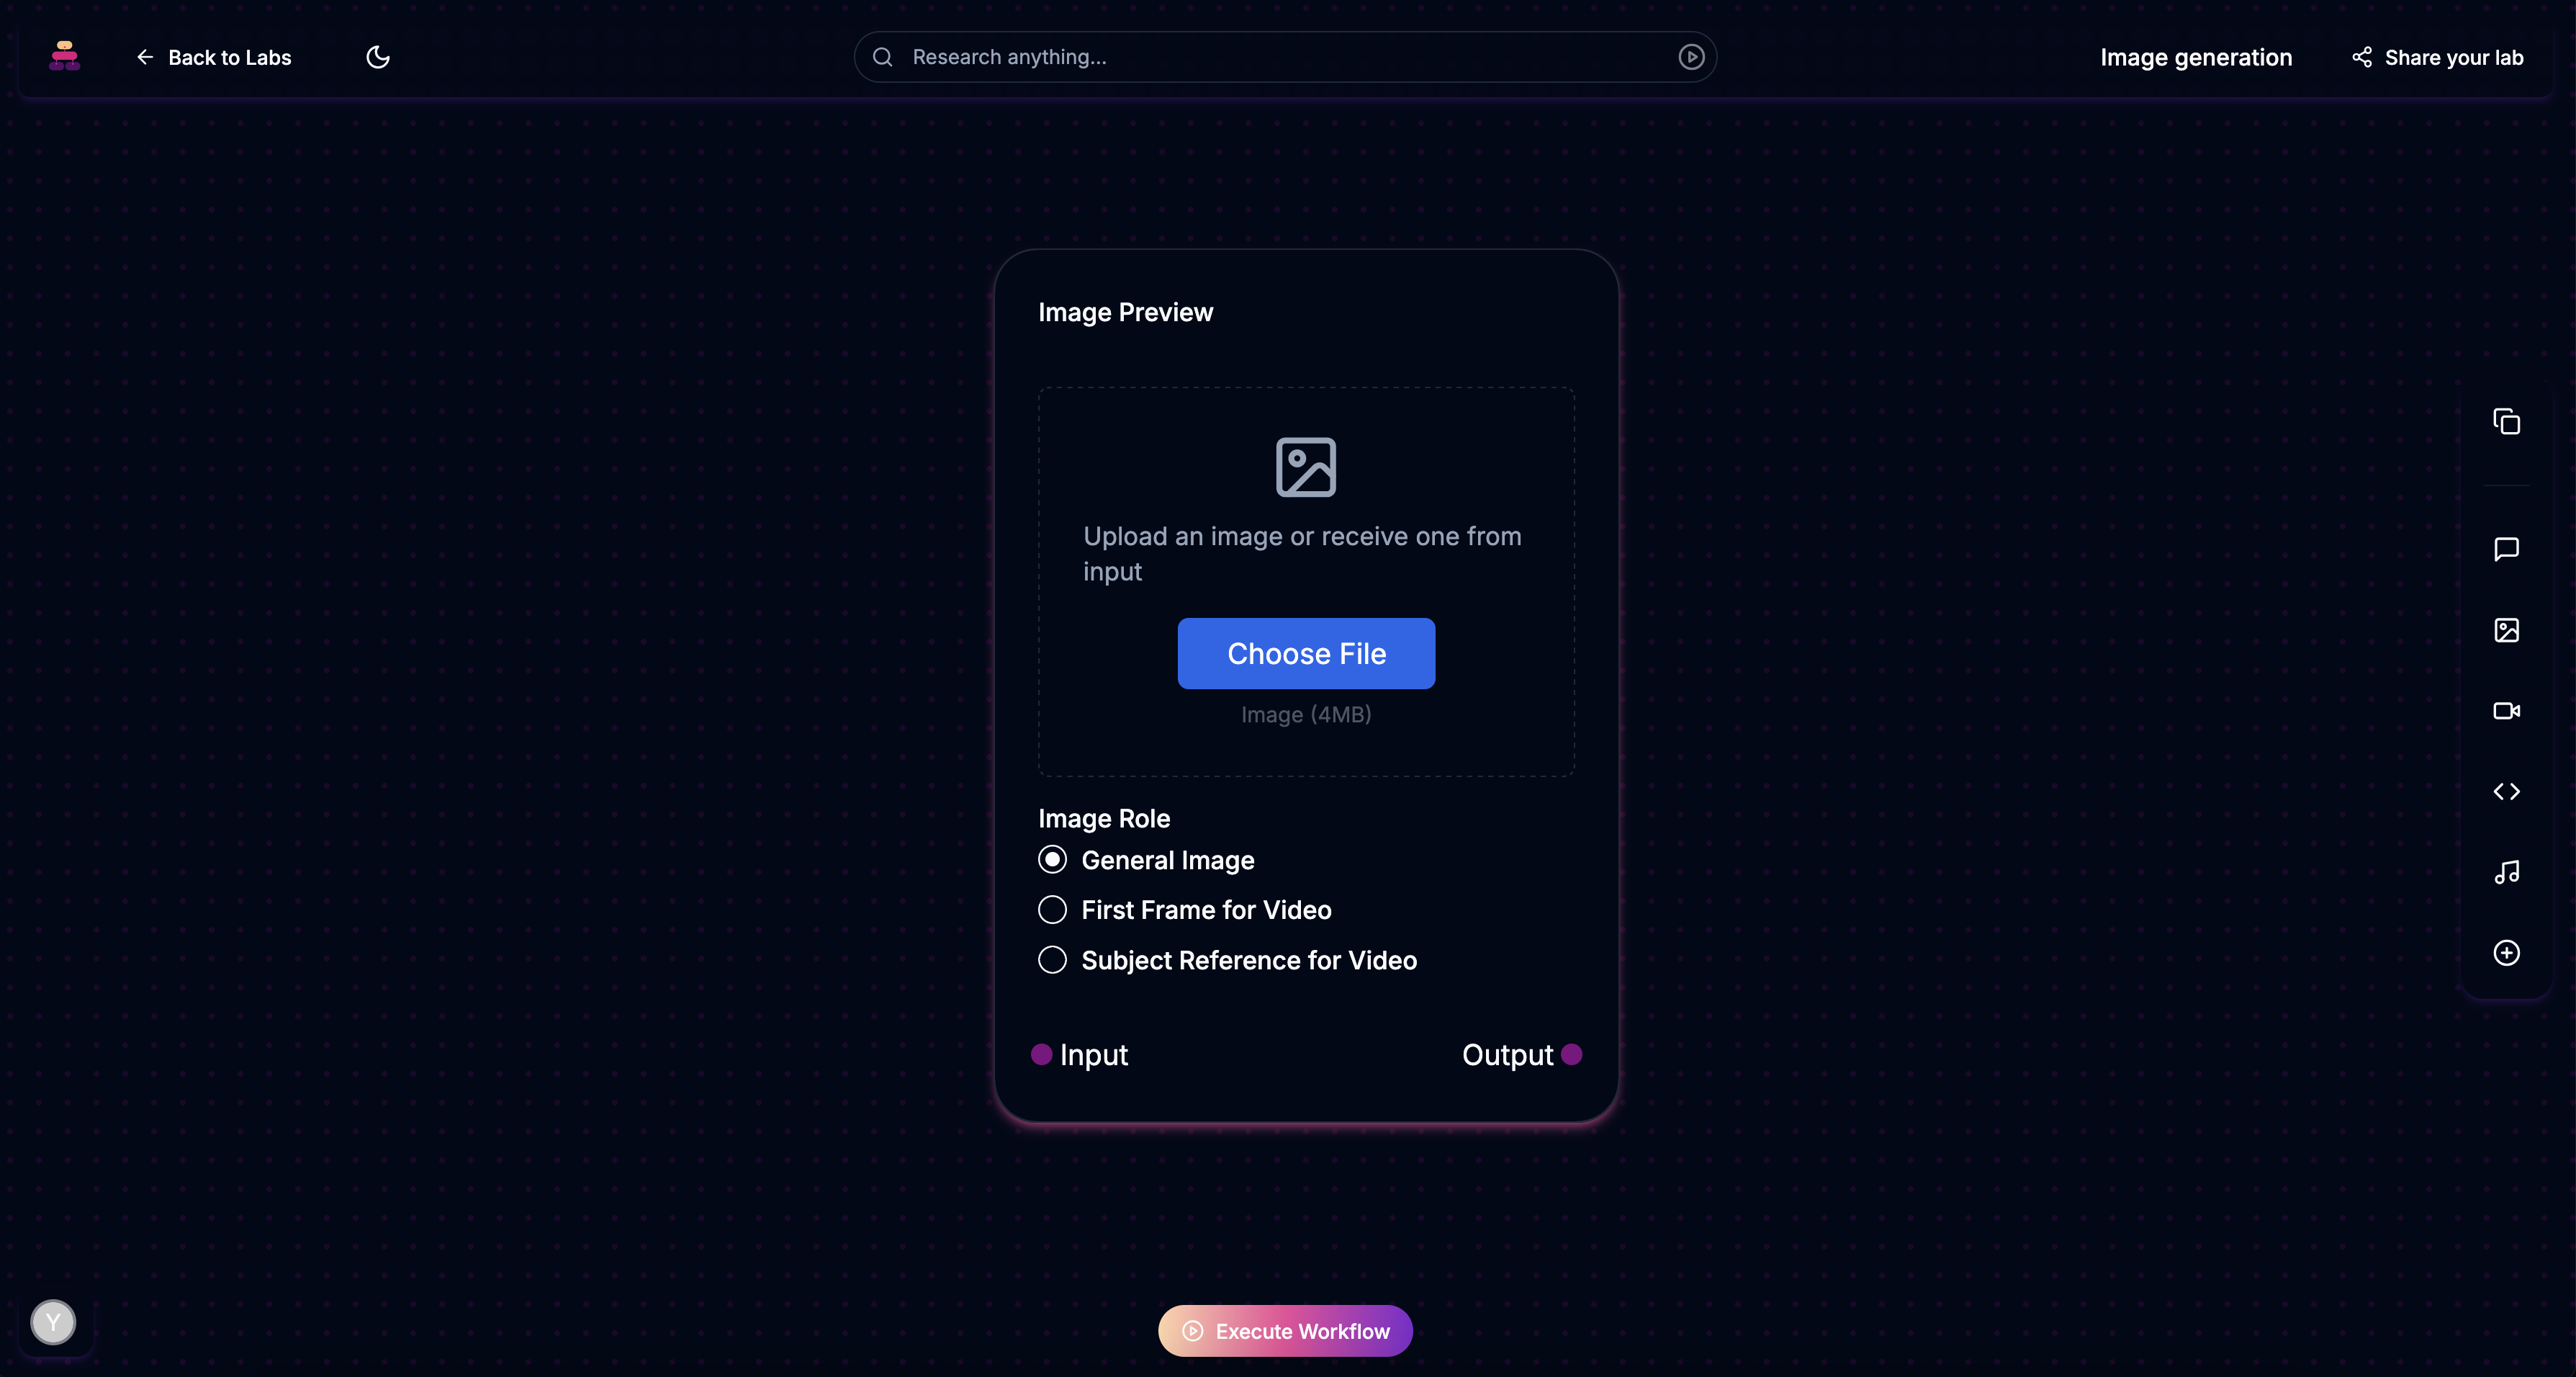 Back to Labs
Research anything...
Image generation
Share your lab
Image Preview
Upload an image or receive one from
input
Choose File
Image (4MB)
Image Role
General Image
First Frame for Video
Subject Reference for Video
Input
Output
Y
Execute Workflow